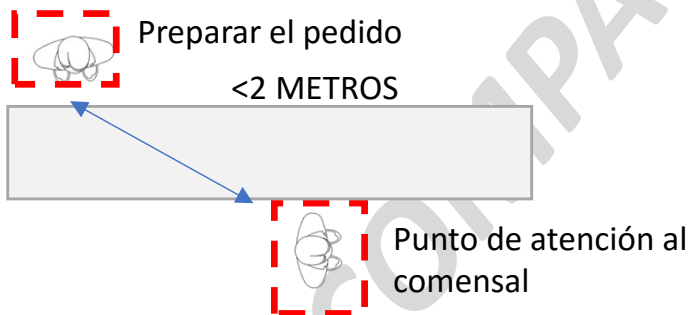 Preparar el pedido
<2 METROS
Punto de atención al
comensal